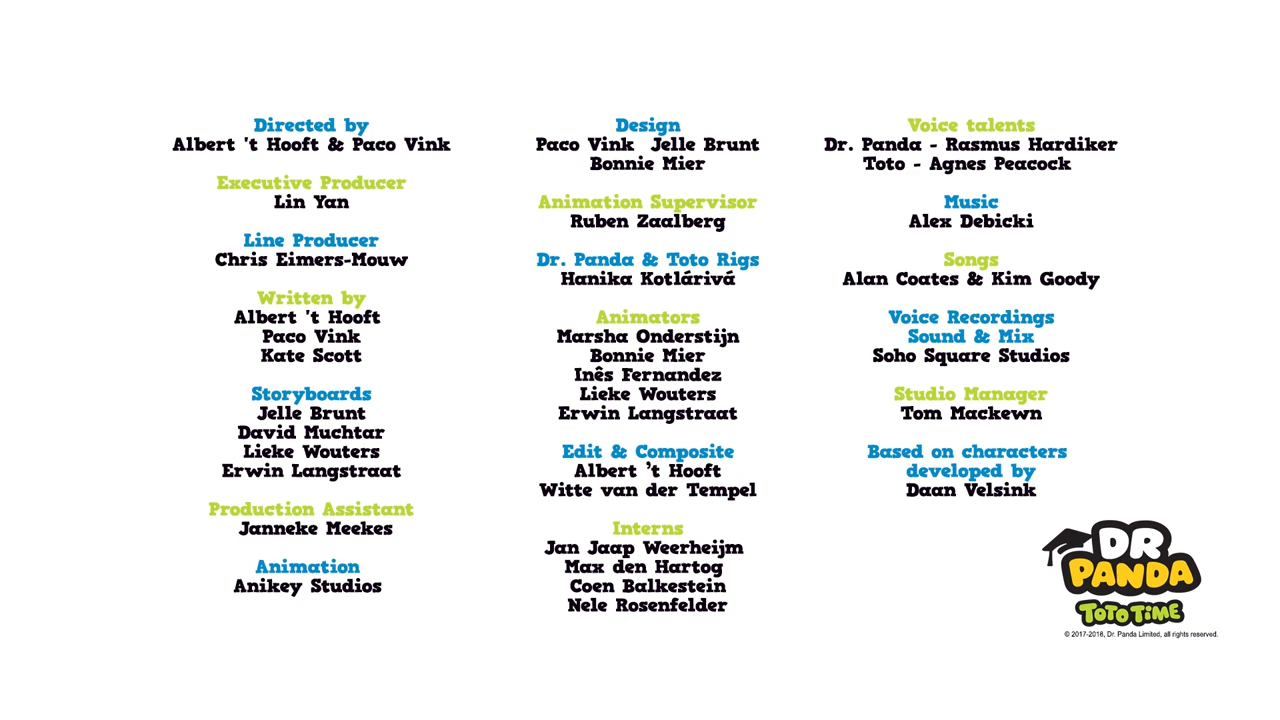 Directed by
Albert 't Hooft & Paco Vink
Executive Producer
Lin Yan
Line Producer
Chris Eimers-Mouw
Written by
Albert 't Hooft
Paco Vink
Kate Scott
Storyboards
Jelle Brunt
David Muchtar
Lieke Wouters
Erwin Langstraat
Production Assistant
Janneke Meekes
Animation
Anikey Studios
Design
Paco Vink Jelle Brunt
Bonnie Mier
Animation Supervisor
Ruben Zaalberg
Dr. Panda & Toto Rigs
Hanika Kotlárivá
Animators
Marsha Onderstijn
Bonnie Mier
Inês Fernandez
Lieke Wouters
Erwin Langstraat
Edit & Composite
Albert ’t Hooft
Witte van der Tempel
Interns
Jan Jaap Weerheijm
Max den Hartog
Coen Balkestein
Nele Rosenfelder
Voice talents
Dr. Panda - Rasmus Hardiker
Toto - Agnes Peacock
Music
Alex Debicki
Songs
Alan Coates & Kim Goody
Voice Recordings
Sound & Mix
Soho Square Studios
Studio Manager
Tom Mackewn
Based on characters
developed by
Daan Velsink
DR
PANDA
TOTO TIME
© 2017-2018, Dr. Panda Limited, all rights reserved.